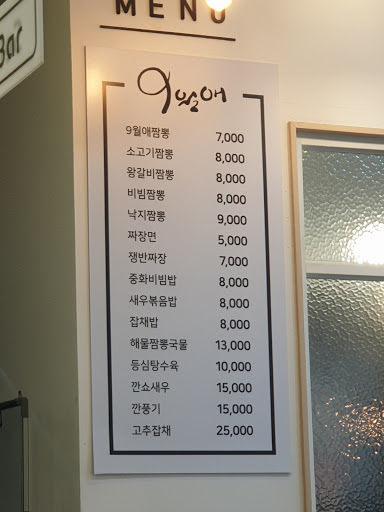 MENU
Bar
9월애
9월애짬뽕 7,000
소고기짬뽕 8,000
왕갈비짬뽕 8,000
비빔짬뽕 8,000
낙지짬뽕 9,000
짜장면 5,000
쟁반짜장 7,000
중화비빔밥 8,000
새우볶음밥 8,000
잡채밥 8,000
해물짬뽕국물 13,000
등심탕수육 10,000
깐쇼새우 15,000
깐풍기 15,000
고추잡채 25,000